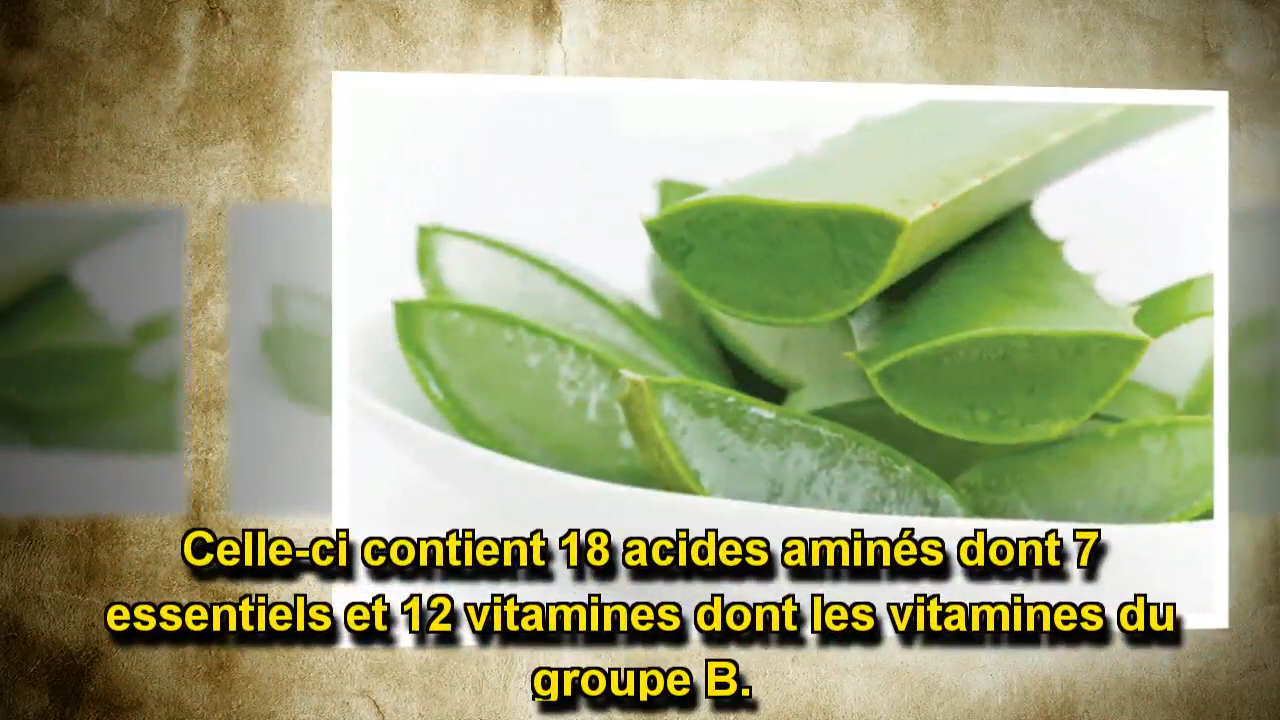 Celle-ci contient 18 acides aminés dont 7
essentiels et 12 vitamines dont les vitamines du
groupe B.